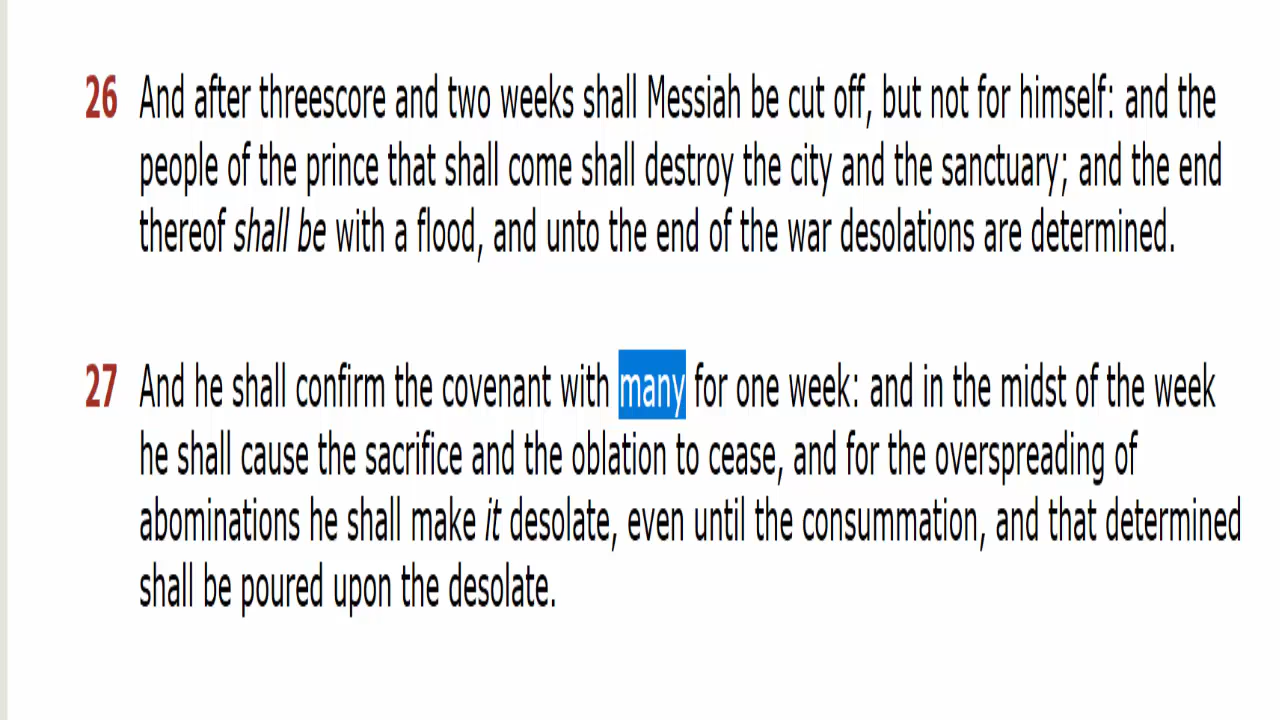 26 And after threescore and two weeks shall Messiah be cut off, but not for himself: and the
people of the prince that shall come shall destroy the city and the sanctuary; and the end
thereof shall be with a flood, and unto the end of the war desolations are determined.
27 And he shall confirm the covenant with many for one week: and in the midst of the week
he shall cause the sacrifice and the oblation to cease, and for the overspreading of
abominations he shall make it desolate, even until the consummation, and that determined
shall be poured upon the desolate.